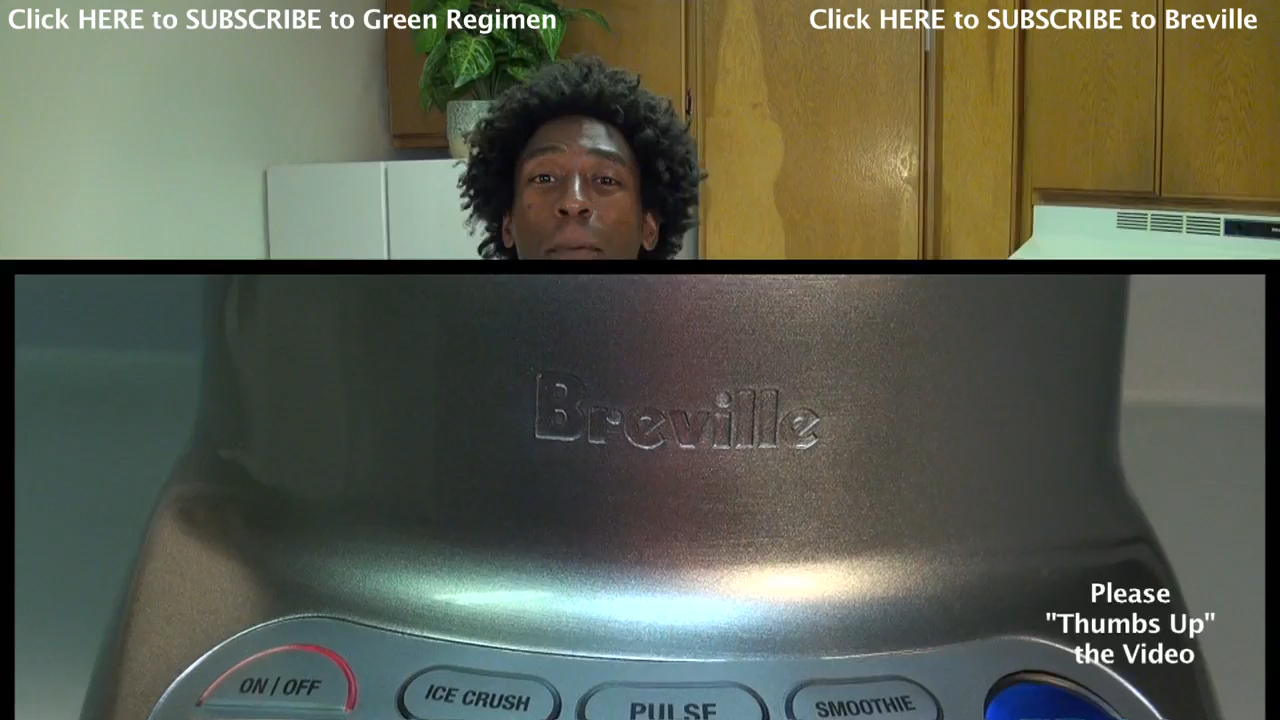 Click HERE to SUBSCRIBE to Green Regimen
Click HERE to SUBSCRIBE to Breville
Breville
Please
"Thumbs Up"
the Video
ON / OFF
ICE CRUSH
PULSE
SMOOTHIE